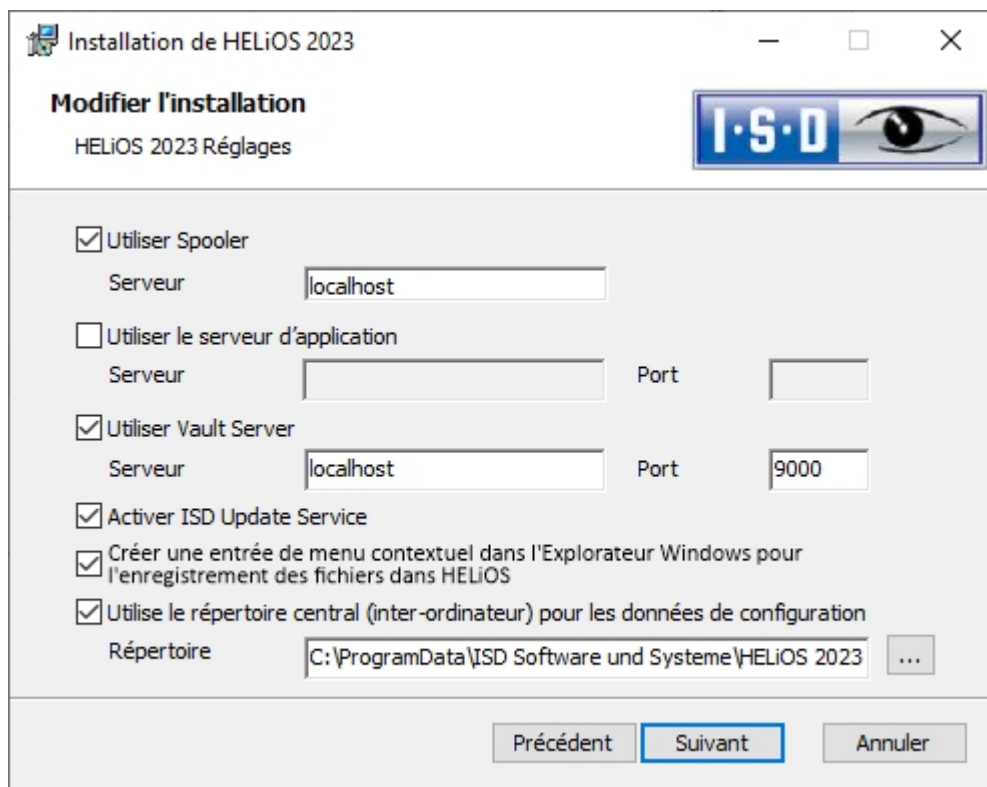 Installation de HELiOS 2023
Modifier l'installation
HELiOS 2023 Réglages
I·S·D
Utiliser Spooler
Serveur localhost
Utiliser le serveur d’application
Serveur Port
Utiliser Vault Server
Serveur localhost Port 9000
Activer ISD Update Service
Créer une entrée de menu contextuel dans l'Explorateur Windows pour
l'enregistrement des fichiers dans HELiOS
Utilise le répertoire central (inter-ordinateur) pour les données de configuration
Répertoire C:\ProgramData\ISD Software und Systeme\HELiOS 2023 ...
Précédent Suivant Annuler